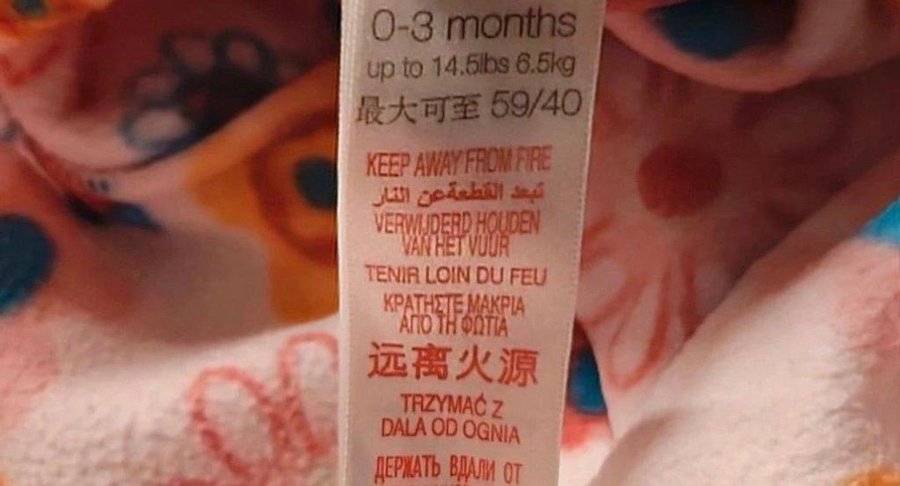 0-3 months
up to 14.5lbs 6.5kg
最大可至 59/40
KEEP AWAY FROM FIRE
تبعد القطعة عن النار
VERWIJDERD HOUDEN
VAN HET VUUR
TENIR LOIN DU FEU
ΚΡΑΤΗΣΤΕ ΜΑΚΡΙΑ
ΑΠΟ ΤΗ ΦΩΤΙΑ
远离火源
TRZYMAĆ Z
DALA OD OGNIA
ДЕРЖАТЬ ВДАЛИ ОТ